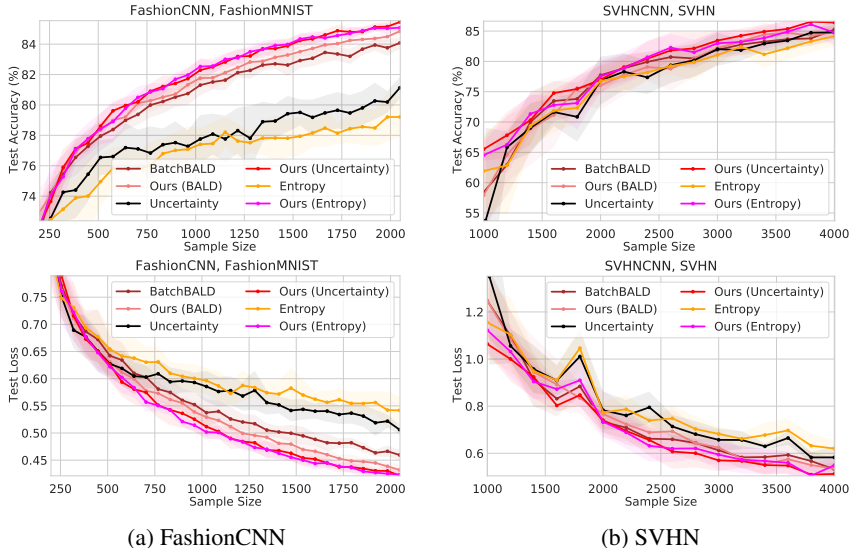 FashionCNN, FashionMNIST
Test Accuracy (%)
84
82
80
78
76
74
BatchBALD
Ours (BALD)
Uncertainty
Ours (Uncertainty)
Entropy
Ours (Entropy)
250 500 750 1000 1250 1500 1750 2000
Sample Size
SVHNCNN, SVHN
Test Accuracy (%)
85
80
75
70
65
60
55
BatchBALD
Ours (BALD)
Uncertainty
Ours (Uncertainty)
Entropy
Ours (Entropy)
1000 1500 2000 2500 3000 3500 4000
Sample Size
FashionCNN, FashionMNIST
Test Loss
0.75
0.70
0.65
0.60
0.55
0.50
0.45
BatchBALD
Ours (BALD)
Uncertainty
Ours (Uncertainty)
Entropy
Ours (Entropy)
250 500 750 1000 1250 1500 1750 2000
Sample Size
SVHNCNN, SVHN
Test Loss
1.2
1.0
0.8
0.6
BatchBALD
Ours (BALD)
Uncertainty
Ours (Uncertainty)
Entropy
Ours (Entropy)
1000 1500 2000 2500 3000 3500 4000
Sample Size
(a) FashionCNN
(b) SVHN